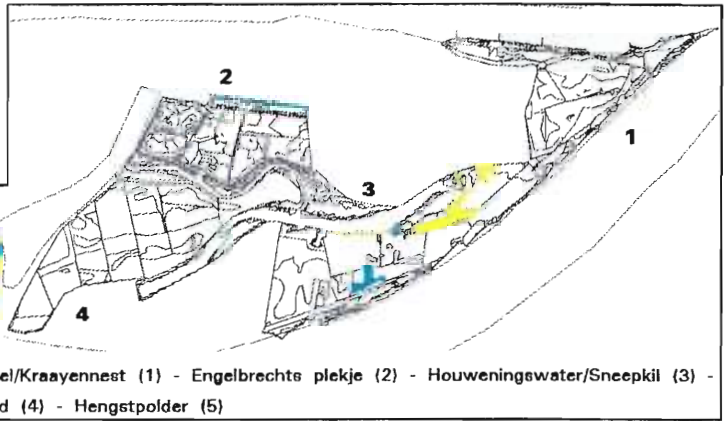 2
1
3
4
el/Kraayennest (1) - Engelbrechts plekje (2) - Houweningswater/Sneepkil (3) -
d (4) - Hengstpolder (5)